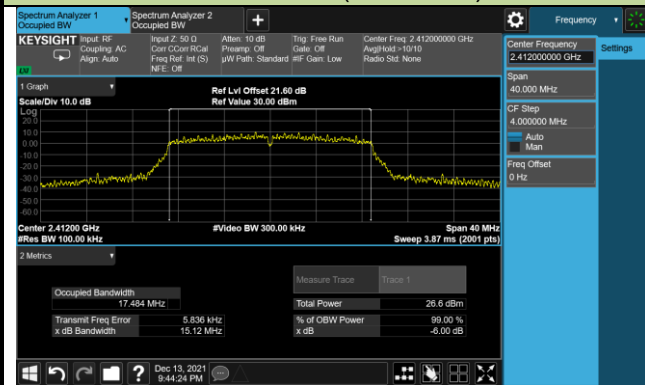 Spectrum Analyzer 1
Occupied BW
Spectrum Analyzer 2
Occupied BW
+
Frequency
KEYSIGHT
Input: RF
Coupling: AC
Align: Auto
Input Z: 50 Ω
Corr CCorr RCal
Freq Ref: Int (S)
NFE: Off
Atten: 10 dB
Preamp: Off
µW Path: Standard
Trig: Free Run
Gate: Off
#IF Gain: Low
Center Freq: 2.412000000 GHz
Avg|Hold:>10/10
Radio Std: None
Center Frequency
2.412000000 GHz
Settings
Span
40.000 MHz
CF Step
4.000000 MHz
Auto
Man
Freq Offset
0 Hz
1 Graph
Scale/Div 10.0 dB
Ref Lvl Offset 21.60 dB
Ref Value 30.00 dBm
Log
20.0
10.0
0.00
-10.0
-20.0
-30.0
-40.0
-50.0
-60.0
Center 2.41200 GHz
#Res BW 100.00 kHz
#Video BW 300.00 kHz
Span 40 MHz
Sweep 3.87 ms (2001 pts)
2 Metrics
Measure Trace
Trace 1
Occupied Bandwidth
17.484 MHz
Total Power
26.6 dBm
Transmit Freq Error
5.836 kHz
% of OBW Power
99.00 %
x dB Bandwidth
15.12 MHz
x dB
-6.00 dB
?
Dec 13, 2021
9:44:24 PM